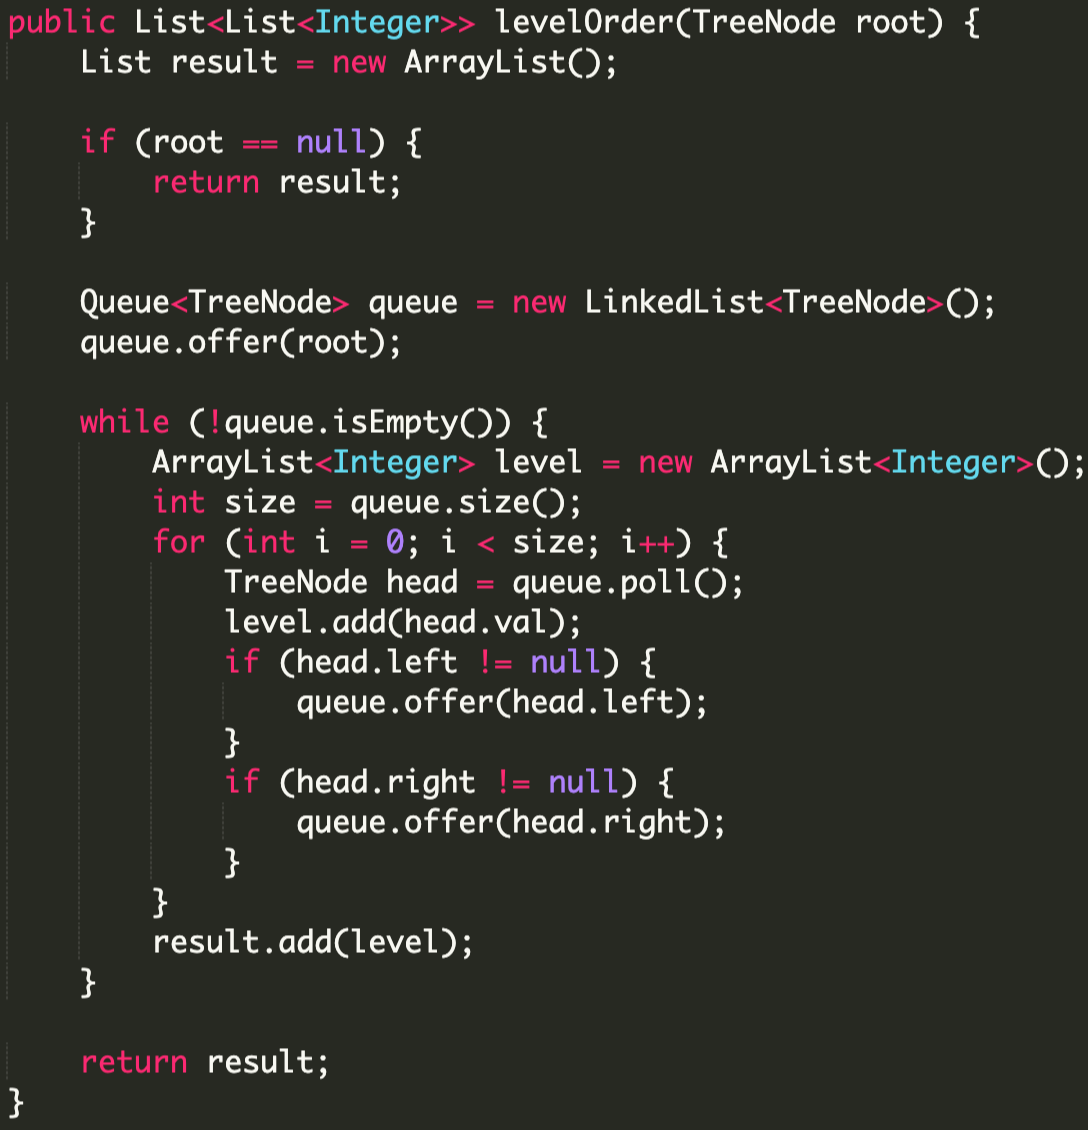 public List<List<Integer>> levelOrder(TreeNode root) {
    List result = new ArrayList();

    if (root == null) {
        return result;
    }

    Queue<TreeNode> queue = new LinkedList<TreeNode>();
    queue.offer(root);

    while (!queue.isEmpty()) {
        ArrayList<Integer> level = new ArrayList<Integer>();
        int size = queue.size();
        for (int i = 0; i < size; i++) {
            TreeNode head = queue.poll();
            level.add(head.val);
            if (head.left != null) {
                queue.offer(head.left);
            }
            if (head.right != null) {
                queue.offer(head.right);
            }
        }
        result.add(level);
    }

    return result;
}